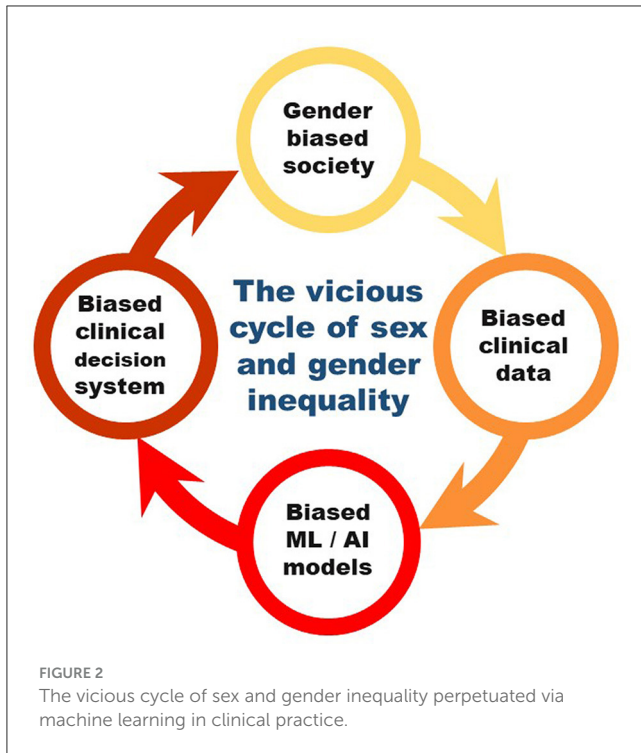 Gender
biased
society
The vicious
cycle of sex
and gender
inequality
Biased
clinical
data
Biased
ML / AI
models
Biased
clinical
decision
system
FIGURE 2
The vicious cycle of sex and gender inequality perpetuated via
machine learning in clinical practice.